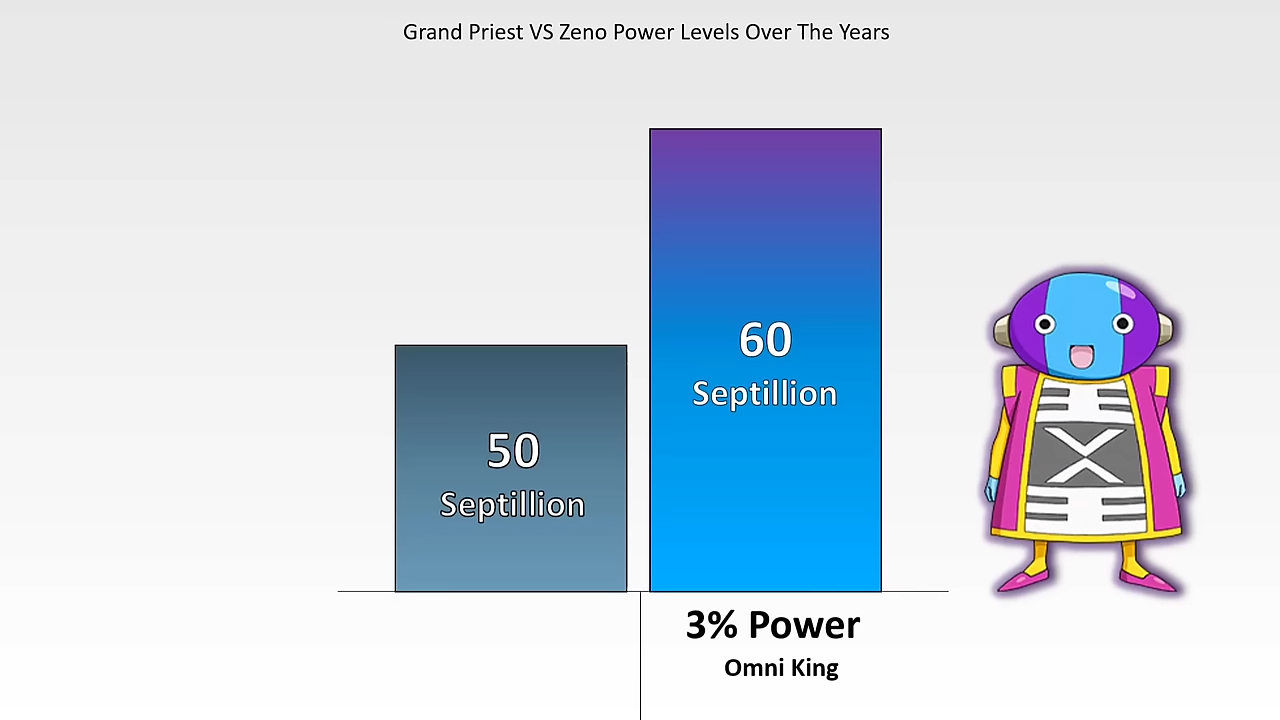 Grand Priest VS Zeno Power Levels Over The Years
50
Septillion
60
Septillion
3% Power
Omni King